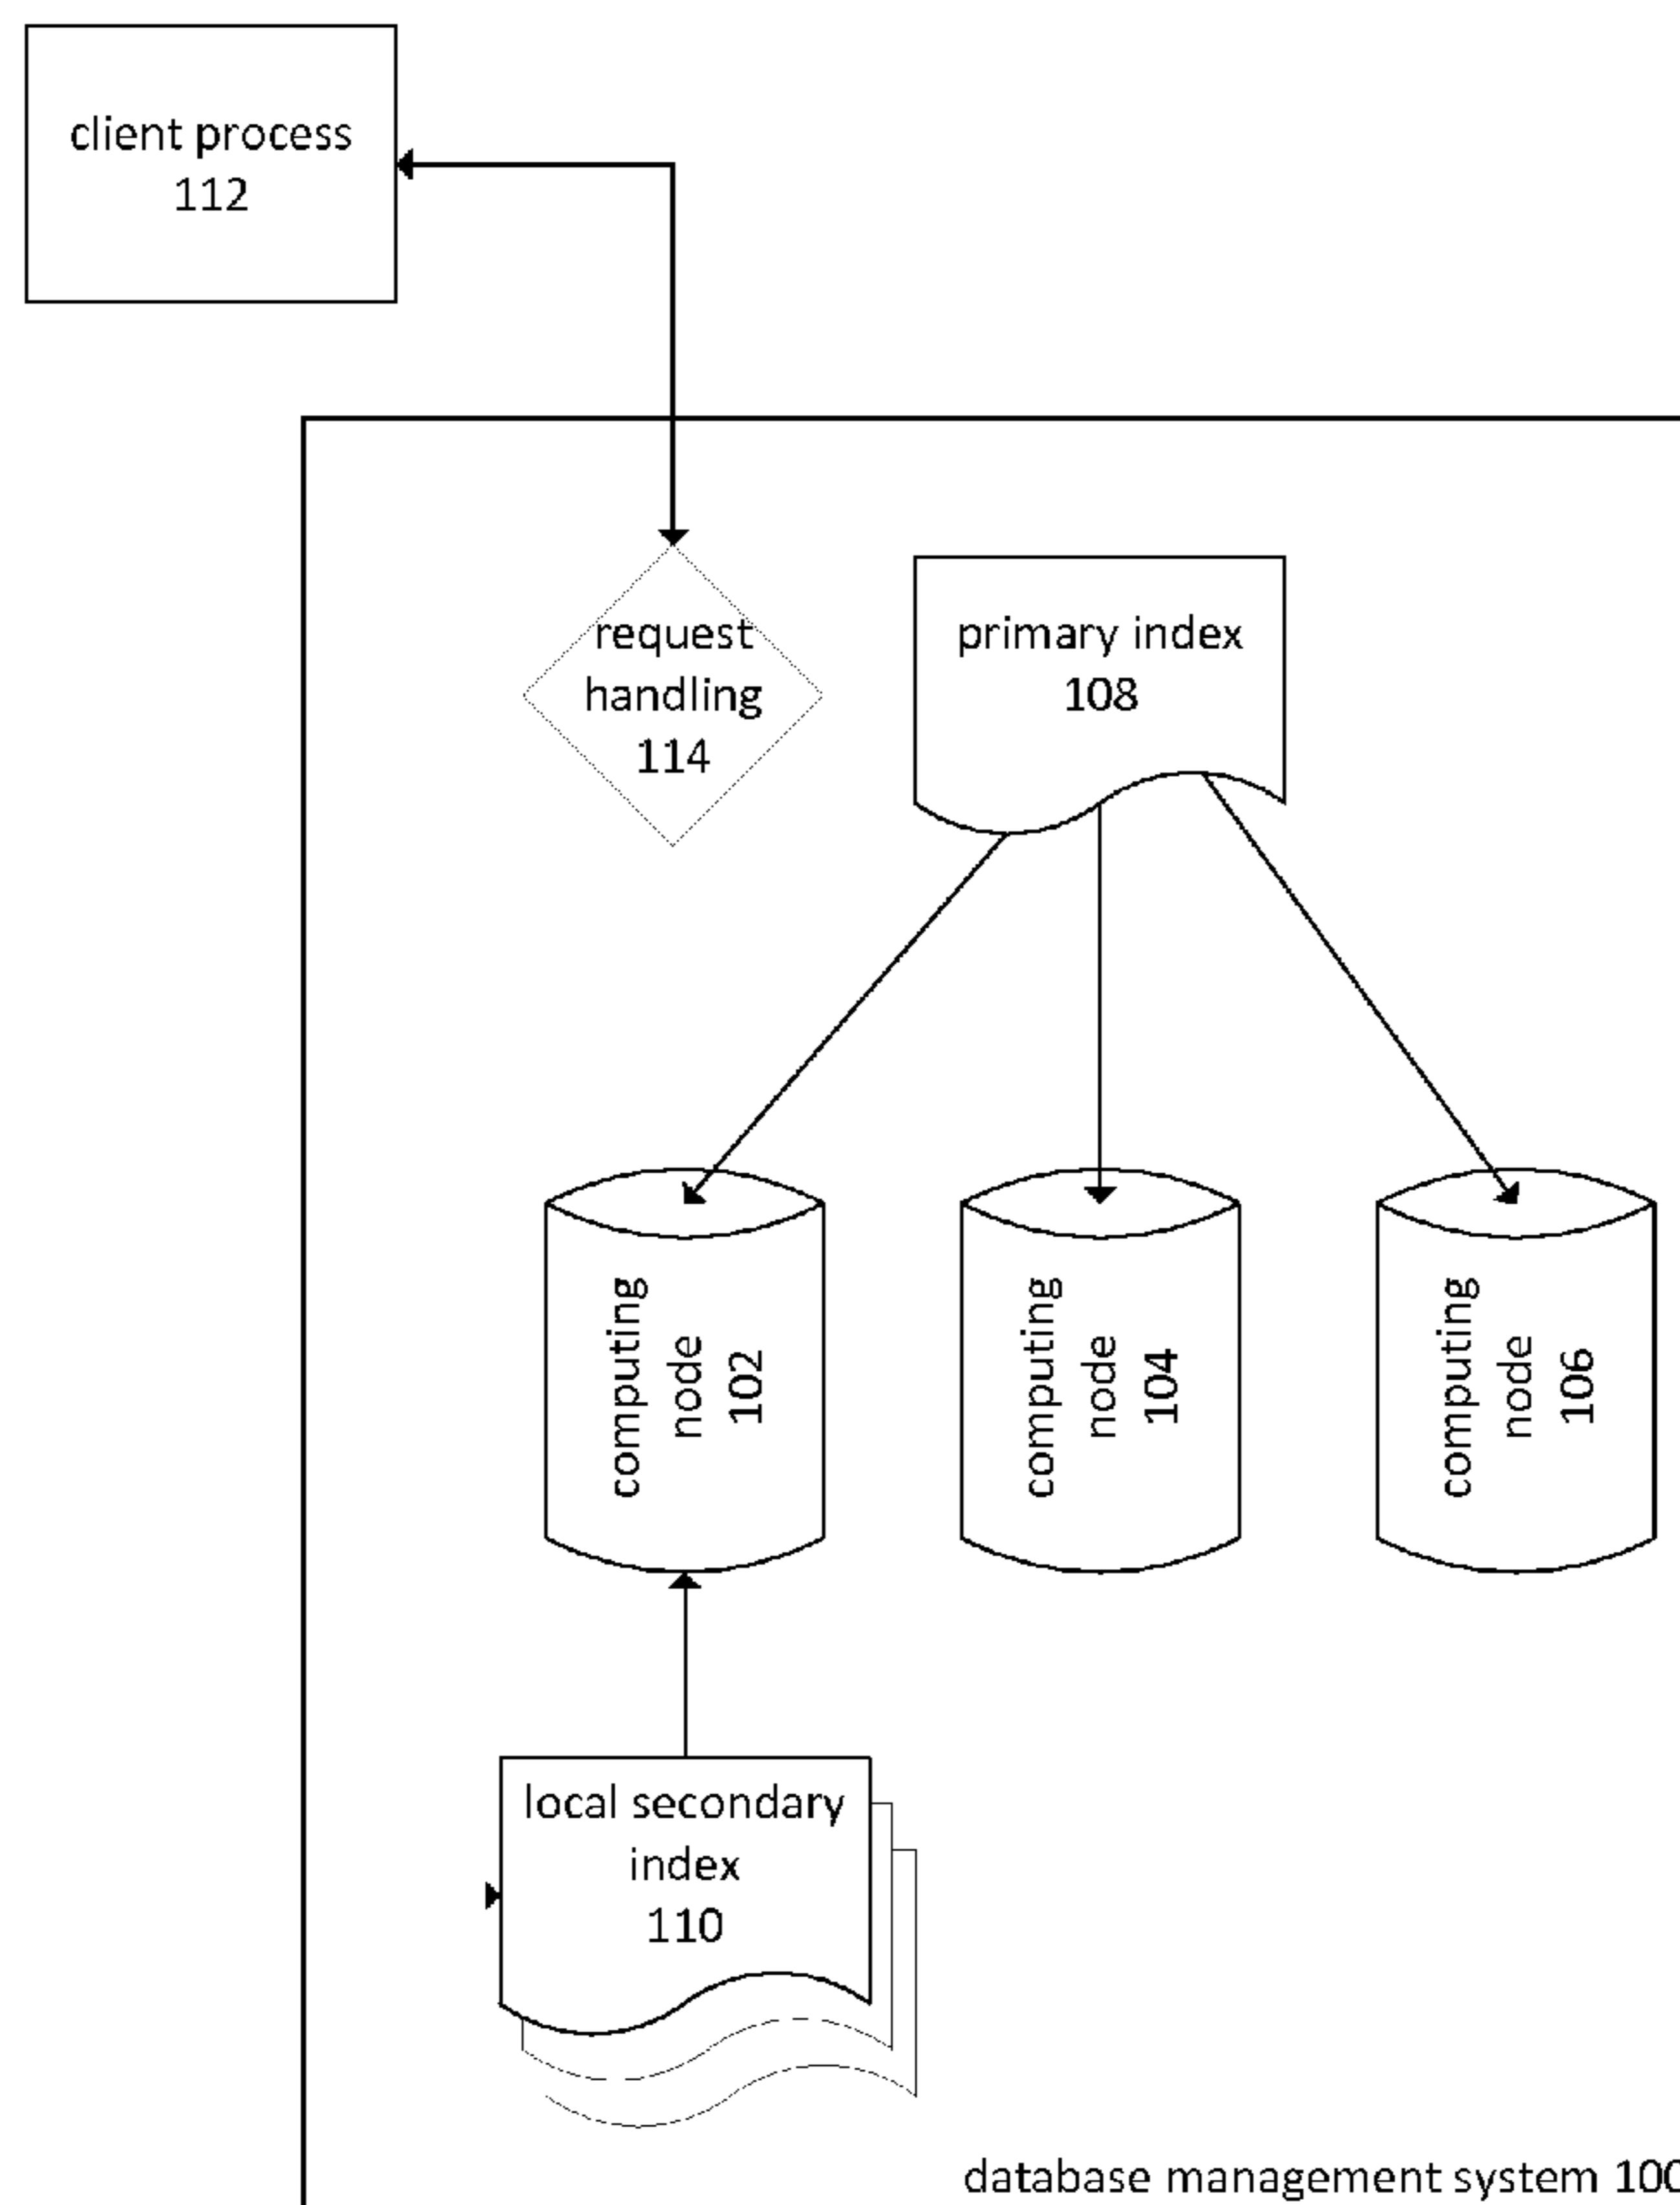 client process
112
request
handling
114
primary index
108
computing
node
102
computing
node
104
computing
node
106
local secondary
index
110
database management system 100